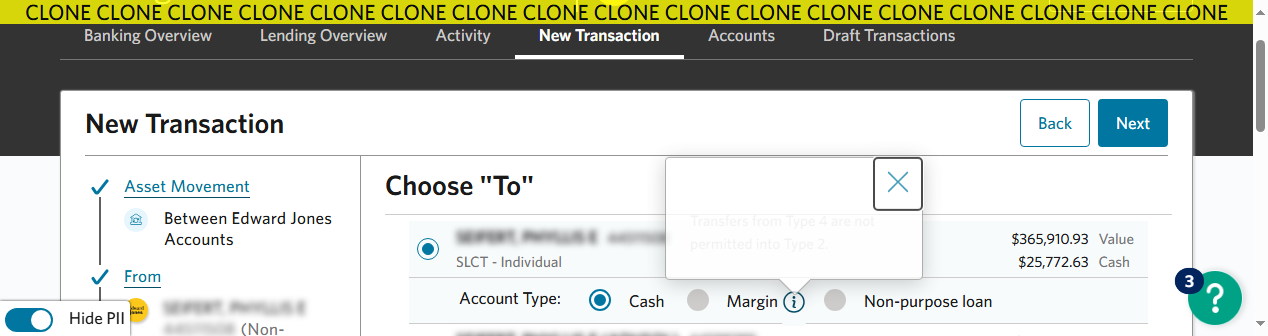 CLONE CLONE CLONE CLONE CLONE CLONE CLONE CLONE CLONE CLONE CLONE CLONE CLONE CLONE CLONE CLONE CLONE
Banking Overview Lending Overview Activity New Transaction Accounts Draft Transactions
New Transaction
Back Next
Asset Movement
Between Edward Jones
Accounts
From
(Non-
Hide PII
Choose "To"
Transfers from Type 4 are not
permitted into Type 2.
SLCT - Individual
$365,910.93 Value
$25,772.63 Cash
Account Type: Cash Margin Non-purpose loan
3
?